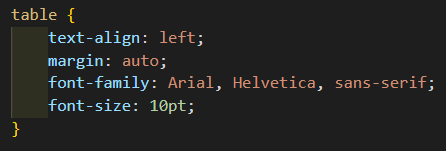 table {
    text-align: left;
    margin: auto;
    font-family: Arial, Helvetica, sans-serif;
    font-size: 10pt;
}